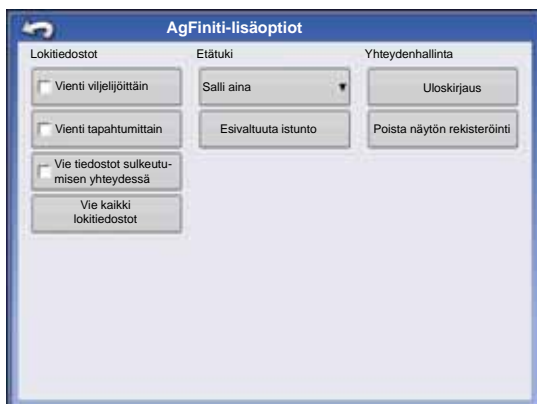 AgFiniti-lisäoptiot
Lokitiedostot
Vienti viljelijöittäin
Vienti tapahtumittain
Vie tiedostot sulkeutu-
misen yhteydessä
Vie kaikki
lokitiedostot
Etätuki
Salli aina
Esivaltuuta istunto
Yhteydenhallinta
Uloskirjaus
Poista näytön rekisteröinti